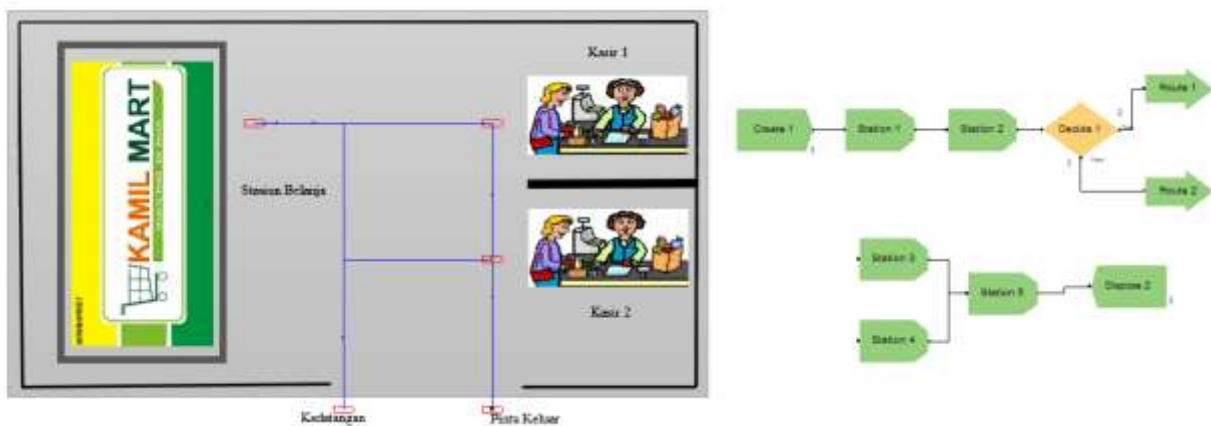 Kasir 1
KAMIL MART
Stasiun Belanja
Kasir 2
Kedatangan
Pintu Keluar
Create 1
Station 1
Station 2
Decide 1
Route 1
Route 2
Station 3
Station 4
Station 5
Dispose 2